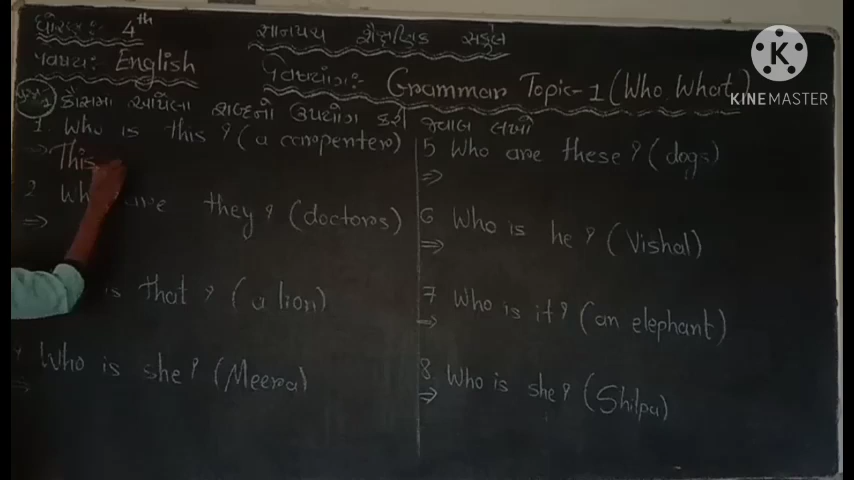 ધોરણ: 4th
જ્ઞાનયજ્ઞ શૈક્ષણિક સંકુલ
વિષય: English
વિષયાંગ: Grammar Topic-1 (Who, What)
કૌંસમાં આપેલા શબ્દનો ઉપયોગ કરી જવાબ લખો
1. Who is this? (a carpenter)
⇒ This
2 are they? (doctors)
⇒
is that? (a lion)
Who is she? (Meera)
⇒
5 Who are these? (dogs)
⇒
6 Who is he? (Vishal)
⇒
7 Who is it? (an elephant)
⇒
8 Who is she? (Shilpa)
⇒
KINEMASTER